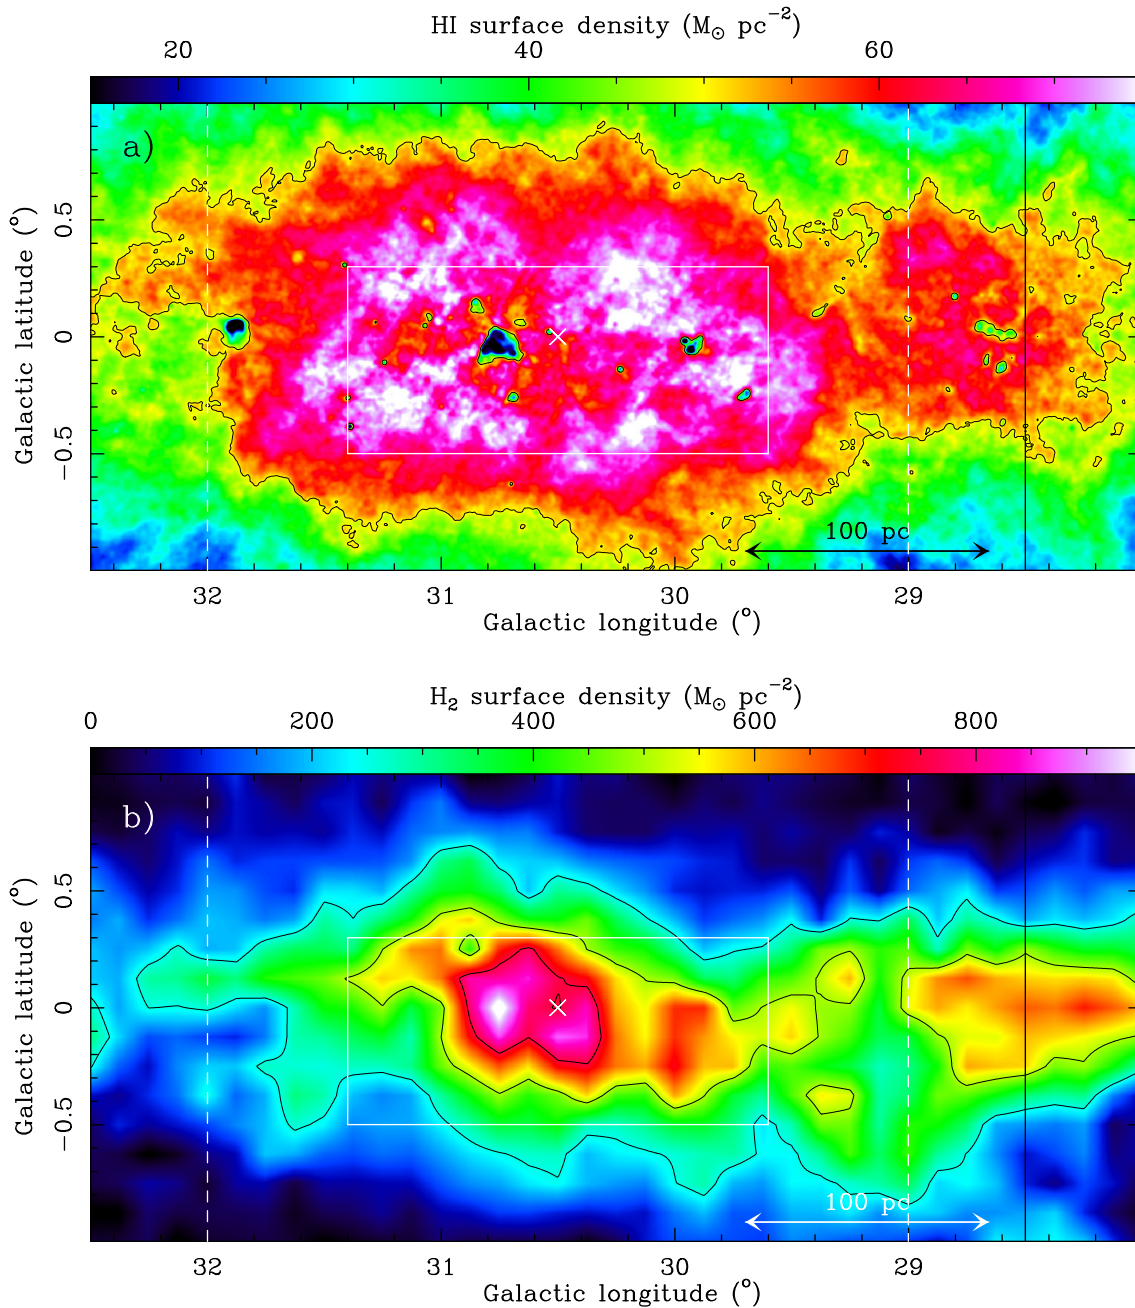 HI surface density (M⊙ pc−2)
20 40 60
a)
0.5
0
−0.5
Galactic latitude (°)
100 pc
32 31 30 29
Galactic longitude (°)
H2 surface density (M⊙ pc−2)
0 200 400 600 800
b)
0.5
0
−0.5
Galactic latitude (°)
100 pc
32 31 30 29
Galactic longitude (°)